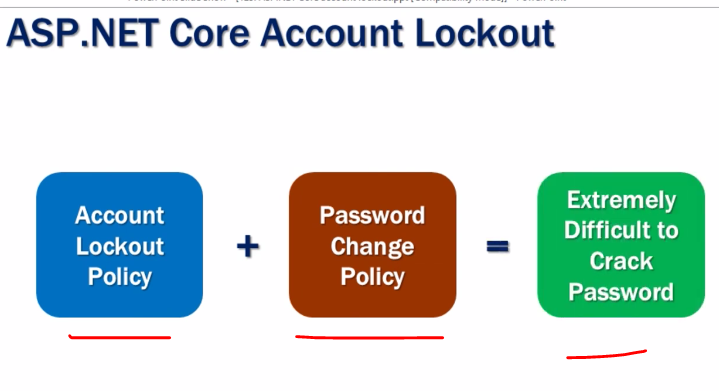 ASP.NET Core Account Lockout
Account
Lockout
Policy
+
Password
Change
Policy
=
Extremely
Difficult to
Crack
Password